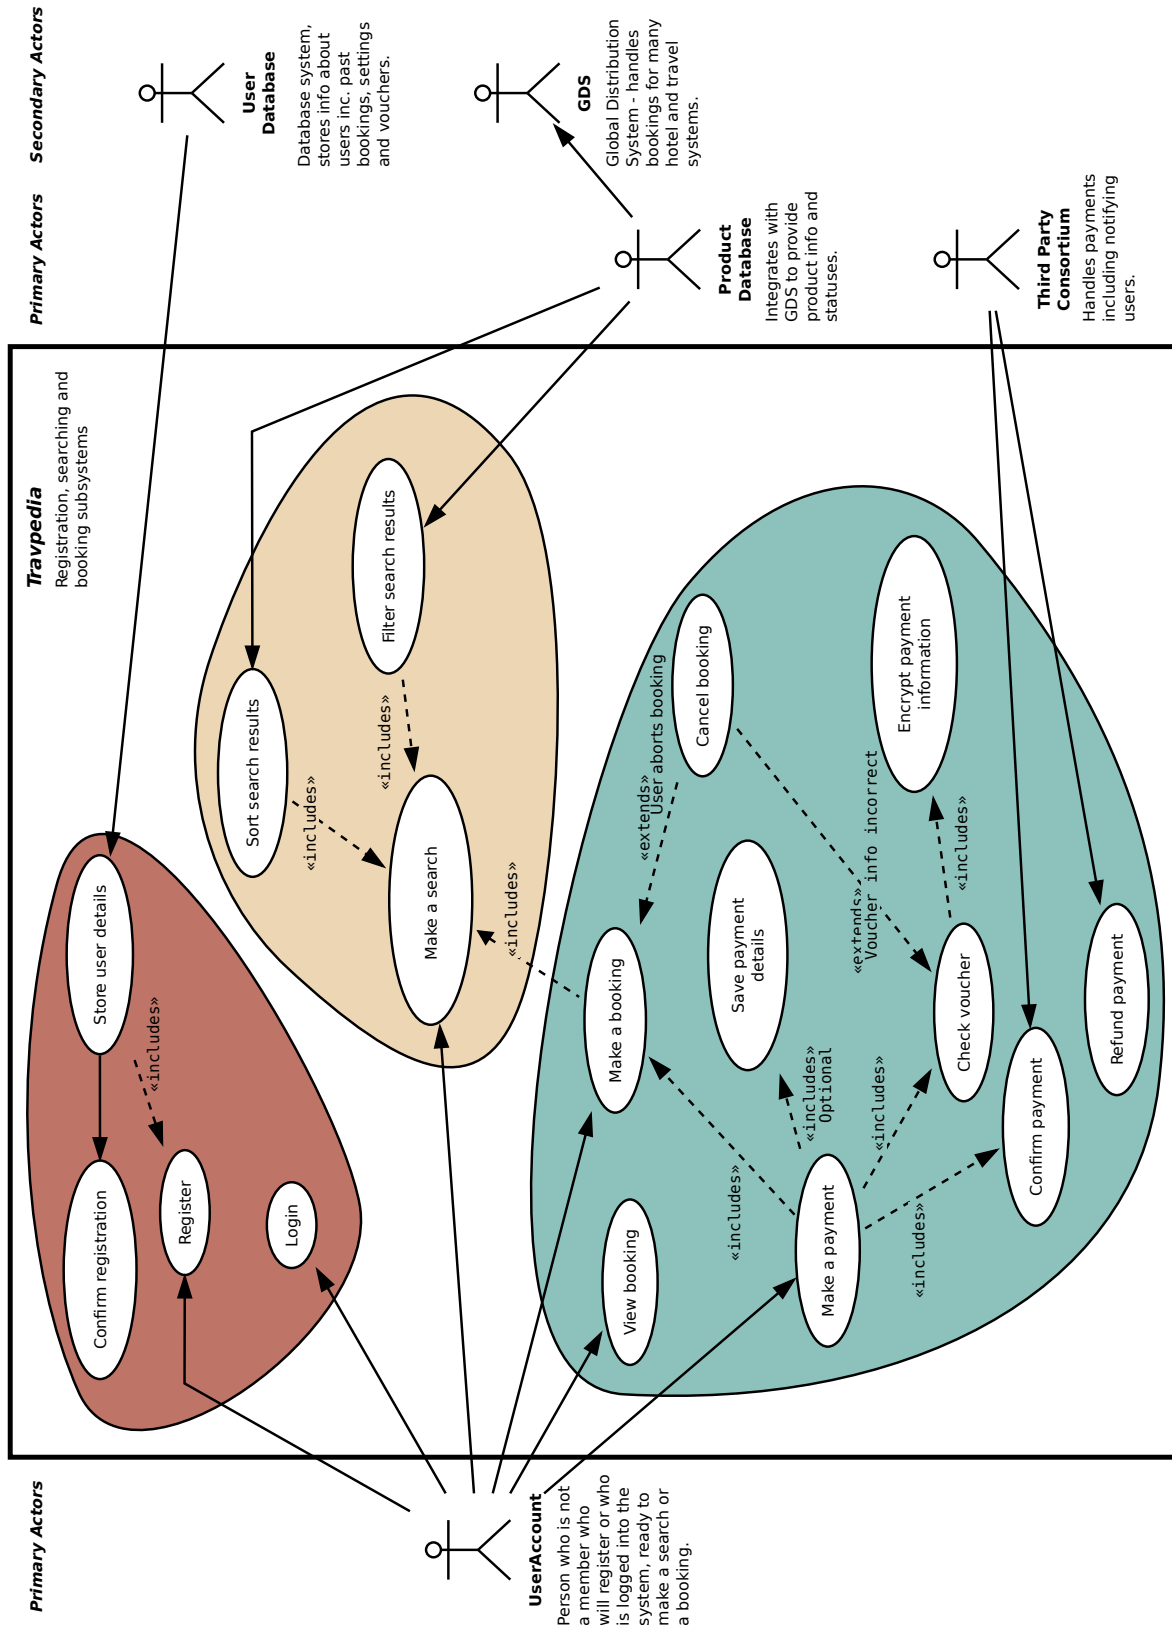 Primary Actors
UserAccount
Person who is not
a member who
will register or who
is logged into the
system, ready to
make a search or
a booking.
Travpedia
Registration, searching and
booking subsystems
Confirm registration
Store user details
Register
«includes»
Login
Sort search results
Filter search results
«includes»
«includes»
Make a search
«includes»
View booking
Make a booking
«extends»
User aborts booking
Cancel booking
Save payment
details
«includes»
«includes»
Optional
Make a payment
«includes»
«includes»
«extends»
Voucher info incorrect
Encrypt payment
information
«includes»
Check voucher
Confirm payment
Refund payment
Primary Actors
Secondary Actors
User
Database
Database system,
stores info about
users inc. past
bookings, settings
and vouchers.
GDS
Global Distribution
System - handles
bookings for many
hotel and travel
systems.
Product
Database
Integrates with
GDS to provide
product info and
statuses.
Third Party
Consortium
Handles payments
including notifying
users.